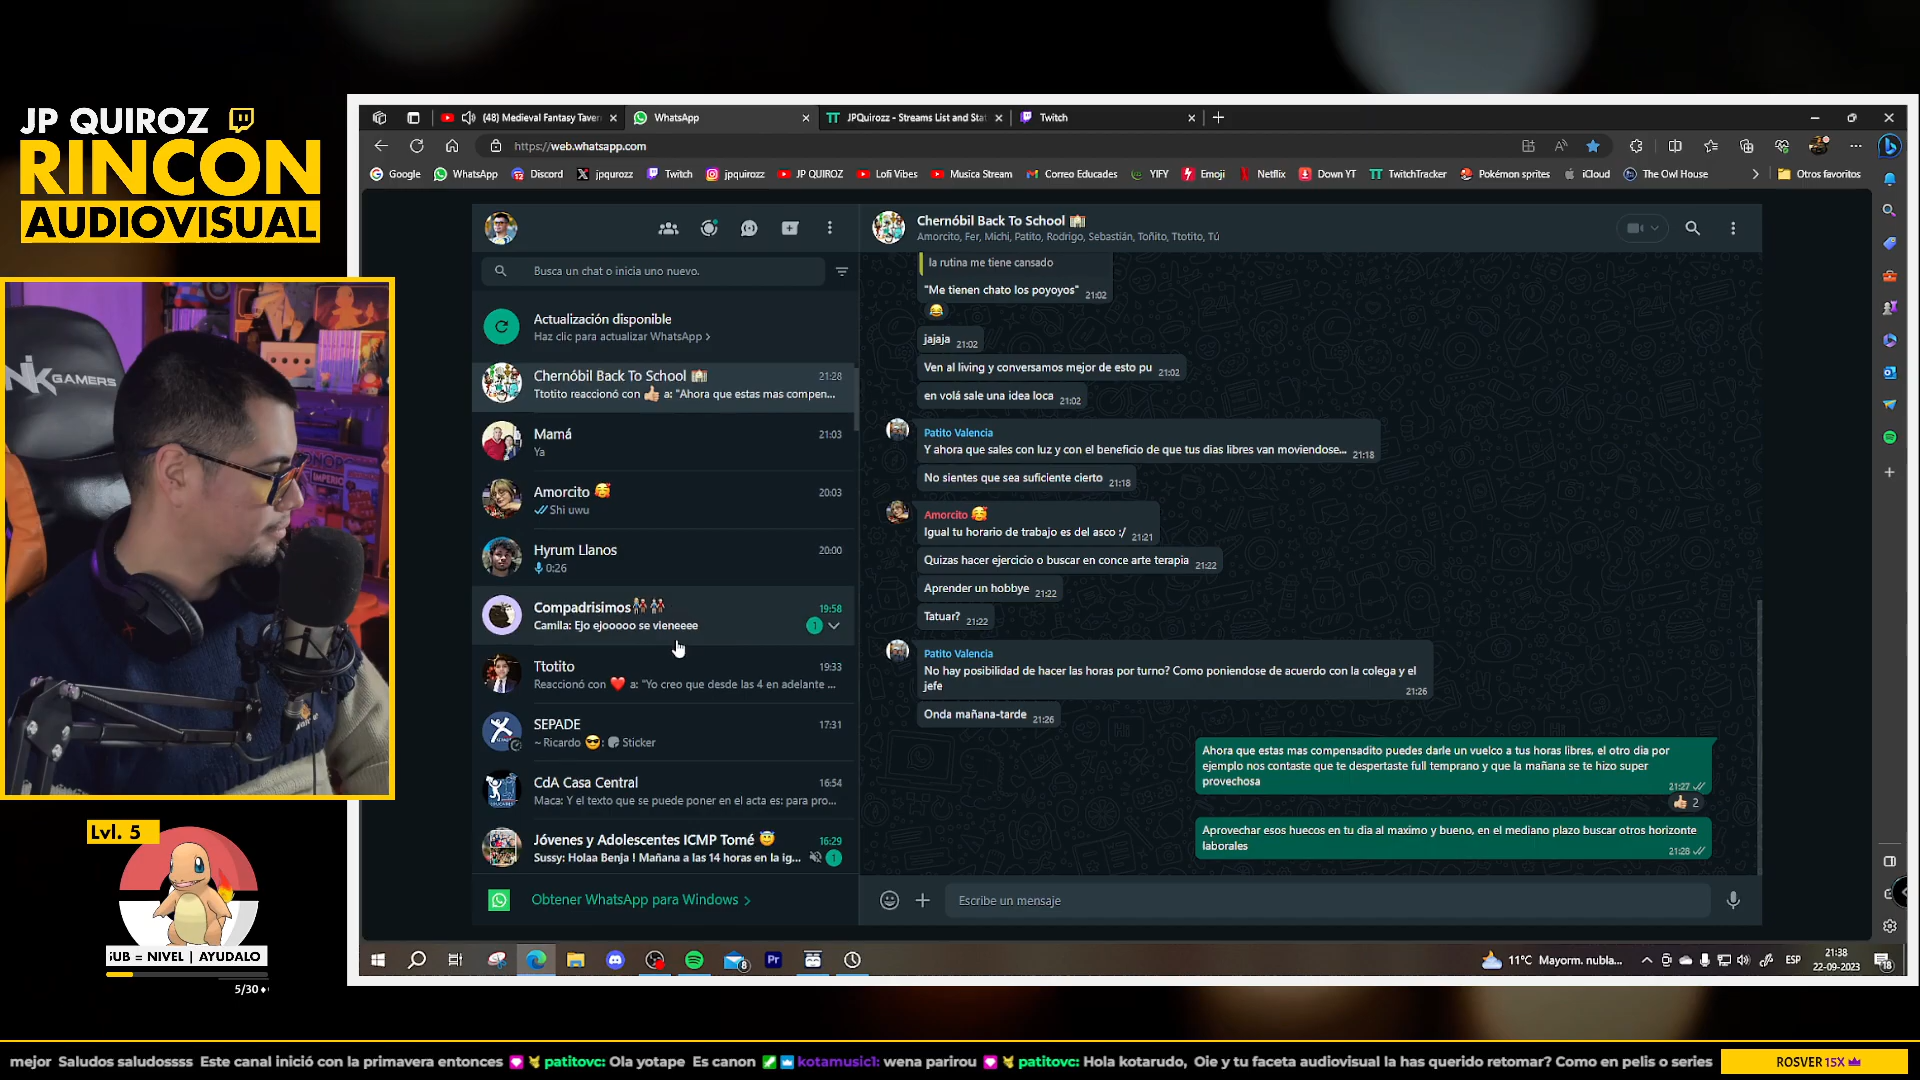 JP QUIROZ
RINCON
AUDIOVISUAL
NK GAMERS
Lvl. 5
SUB = NIVEL | AYUDALO
5/30
(48) Medieval Fantasy Tavern
WhatsApp
JPQuirozz - Streams List and Stat
Twitch
https://web.whatsapp.com
Google
WhatsApp
Discord
jpquirozz
Twitch
jpquirozz
JP QUIROZ
Lofi Vibes
Musica Stream
Correo Educades
YIFY
Emoji
Netflix
Down YT
TwitchTracker
Pokémon sprites
iCloud
The Owl House
Otros favoritos
Busca un chat o inicia uno nuevo.
Actualización disponible
Haz clic para actualizar WhatsApp >
Chernóbil Back To School 🏫 21:28
Ttotito reaccionó con 👍🏻 a: "Ahora que estas mas compen...
Mamá 21:03
Ya
Amorcito 🥰 20:03
Shi uwu
Hyrum Llanos 20:00
0:26
Compadrisimos 19:58
Camila: Ejo ejooooo se vieneeee 1
Ttotito 19:33
Reaccionó con ❤️ a: "Yo creo que desde las 4 en adelante ...
SEPADE 17:31
~ Ricardo 😎: Sticker
CdA Casa Central 16:54
Maca: Y el texto que se puede poner en el acta es: para pro...
Jóvenes y Adolescentes ICMP Tomé 😇 16:29
Sussy: Holaa Benja ! Mañana a las 14 horas en la ig... 1
Obtener WhatsApp para Windows >
Chernóbil Back To School 🏫
Amorcito, Fer, Michi, Patito, Rodrigo, Sebastián, Toñito, Ttotito, Tú
la rutina me tiene cansado
"Me tienen chato los poyoyos" 21:02
😂
jajaja 21:02
Ven al living y conversamos mejor de esto pu 21:02
en volá sale una idea loca 21:02
Patito Valencia
Y ahora que sales con luz y con el beneficio de que tus dias libres van moviendose... 21:18
No sientes que sea suficiente cierto 21:18
Amorcito 🥰
Igual tu horario de trabajo es del asco :/ 21:21
Quizas hacer ejercicio o buscar en conce arte terapia 21:22
Aprender un hobbye 21:22
Tatuar? 21:22
Patito Valencia
No hay posibilidad de hacer las horas por turno? Como poniendose de acuerdo con la colega y el
jefe 21:26
Onda mañana-tarde 21:26
Ahora que estas mas compensadito puedes darle un vuelco a tus horas libres, el otro dia por
ejemplo nos contaste que te despertaste full temprano y que la mañana se te hizo super
provechosa 21:27
👍🏻 2
Aprovechar esos huecos en tu dia al maximo y bueno, en el mediano plazo buscar otros horizonte
laborales 21:28
Escribe un mensaje
8
Pr
11°C Mayorm. nubla...
ESP
21:38
22-09-2023
18
mejor Saludos saludossss Este canal inició con la primavera entonces patitovc: Ola yotape Es canon kotamusic1: wena parirou patitovc: Hola kotarudo, Oie y tu faceta audiovisual la has querido retomar? Como en pelis o series
ROSVER 15X